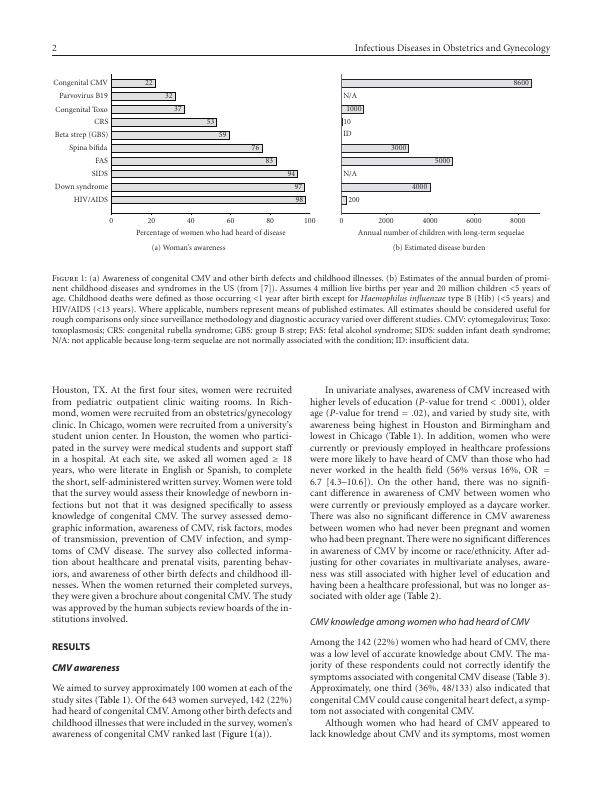 2 Infectious Diseases in Obstetrics and Gynecology
Congenital CMV 22
Parvovirus B19 32
Congenital Toxo 37
CRS 53
Beta strep (GBS) 59
Spina bifida 76
FAS 83
SIDS 94
Down syndrome 97
HIV/AIDS 98
0 20 40 60 80 100
Percentage of women who had heard of disease
(a) Woman's awareness
8600
N/A
1000
10
ID
3000
5000
N/A
4000
200
0 2000 4000 6000 8000
Annual number of children with long-term sequelae
(b) Estimated disease burden
Figure 1: (a) Awareness of congenital CMV and other birth defects and childhood illnesses. (b) Estimates of the annual burden of promi-
nent childhood diseases and syndromes in the US (from [7]). Assumes 4 million live births per year and 20 million children <5 years of
age. Childhood deaths were defined as those occurring <1 year after birth except for Haemophilus influenzae type B (Hib) (<5 years) and
HIV/AIDS (<13 years). Where applicable, numbers represent means of published estimates. All estimates should be considered useful for
rough comparisons only since surveillance methodology and diagnostic accuracy varied over different studies. CMV: cytomegalovirus; Toxo:
toxoplasmosis; CRS: congenital rubella syndrome; GBS: group B strep; FAS: fetal alcohol syndrome; SIDS: sudden infant death syndrome;
N/A: not applicable because long-term sequelae are not normally associated with the condition; ID: insufficient data.
Houston, TX. At the first four sites, women were recruited
from pediatric outpatient clinic waiting rooms. In Rich-
mond, women were recruited from an obstetrics/gynecology
clinic. In Chicago, women were recruited from a university's
student union center. In Houston, the women who partici-
pated in the survey were medical students and support staff
in a hospital. At each site, we asked all women aged ≥ 18
years, who were literate in English or Spanish, to complete
the short, self-administered written survey. Women were told
that the survey would assess their knowledge of newborn in-
fections but not that it was designed specifically to assess
knowledge of congenital CMV. The survey assessed demo-
graphic information, awareness of CMV, risk factors, modes
of transmission, prevention of CMV infection, and symp-
toms of CMV disease. The survey also collected informa-
tion about healthcare and prenatal visits, parenting behav-
iors, and awareness of other birth defects and childhood ill-
nesses. When the women returned their completed surveys,
they were given a brochure about congenital CMV. The study
was approved by the human subjects review boards of the in-
stitutions involved.
RESULTS
CMV awareness
We aimed to survey approximately 100 women at each of the
study sites (Table 1). Of the 643 women surveyed, 142 (22%)
had heard of congenital CMV. Among other birth defects and
childhood illnesses that were included in the survey, women's
awareness of congenital CMV ranked last (Figure 1(a)).
In univariate analyses, awareness of CMV increased with
higher levels of education (P-value for trend < .0001), older
age (P-value for trend = .02), and varied by study site, with
awareness being highest in Houston and Birmingham and
lowest in Chicago (Table 1). In addition, women who were
currently or previously employed in healthcare professions
were more likely to have heard of CMV than those who had
never worked in the health field (56% versus 16%, OR =
6.7 [4.3–10.6]). On the other hand, there was no signifi-
cant difference in awareness of CMV between women who
were currently or previously employed as a daycare worker.
There was also no significant difference in CMV awareness
between women who had never been pregnant and women
who had been pregnant. There were no significant differences
in awareness of CMV by income or race/ethnicity. After ad-
justing for other covariates in multivariate analyses, aware-
ness was still associated with higher level of education and
having been a healthcare professional, but was no longer as-
sociated with older age (Table 2).
CMV knowledge among women who had heard of CMV
Among the 142 (22%) women who had heard of CMV, there
was a low level of accurate knowledge about CMV. The ma-
jority of these respondents could not correctly identify the
symptoms associated with congenital CMV disease (Table 3).
Approximately, one third (36%, 48/133) also indicated that
congenital CMV could cause congenital heart defect, a symp-
tom not associated with congenital CMV.
Although women who had heard of CMV appeared to
lack knowledge about CMV and its symptoms, most women